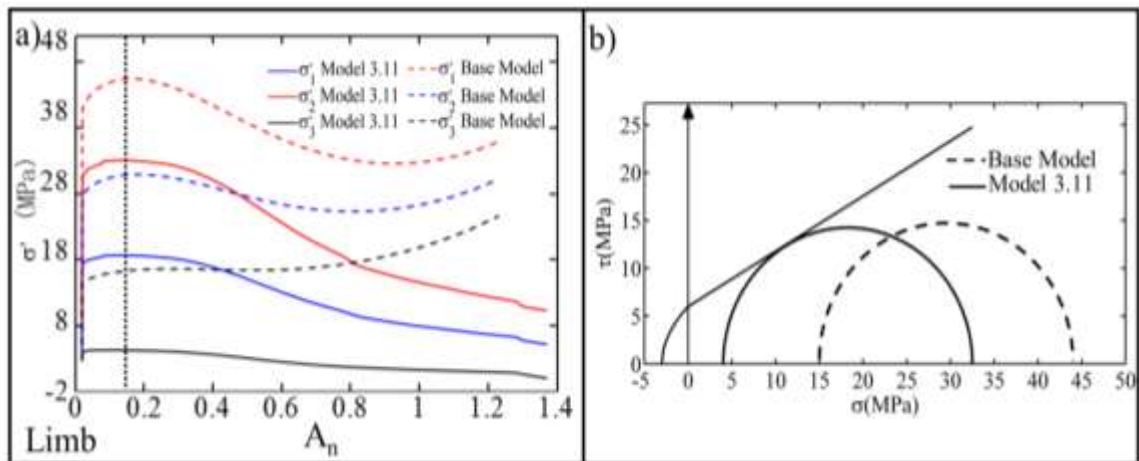 a)
48
38
28
18
8
-2
σ' (MPa)
σ'1 Model 3.11
σ'2 Model 3.11
σ'3 Model 3.11
σ'1 Base Model
σ'2 Base Model
σ'3 Base Model
0 0.2 0.4 0.6 0.8 1 1.2 1.4
Limb
An
b)
25
20
15
10
5
0
τ(MPa)
Base Model
Model 3.11
-5 0 5 10 15 20 25 30 35 40 45 50
σ(MPa)